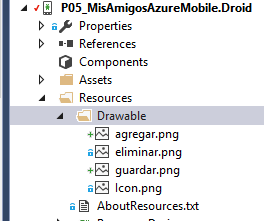 P05_MisAmigosAzureMobile.Droid
Properties
References
Components
Assets
Resources
Drawable
agregar.png
eliminar.png
guardar.png
Icon.png
AboutResources.txt